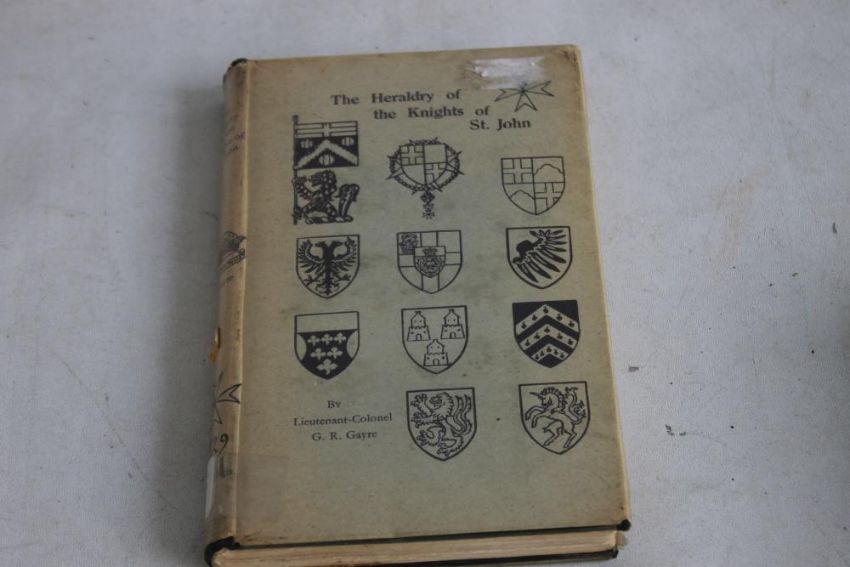 The Heraldry of
the Knights of
St. John
By
Lieutenant-Colonel
G. R. Gayre